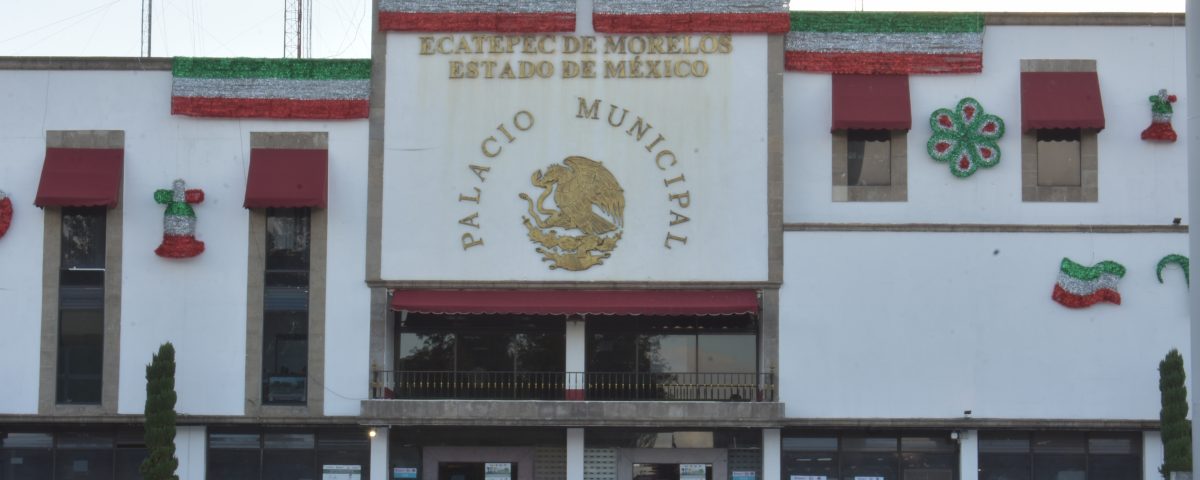 ECATEPEC DE MORELOS
ESTADO DE MÉXICO
PALACIO MUNICIPAL